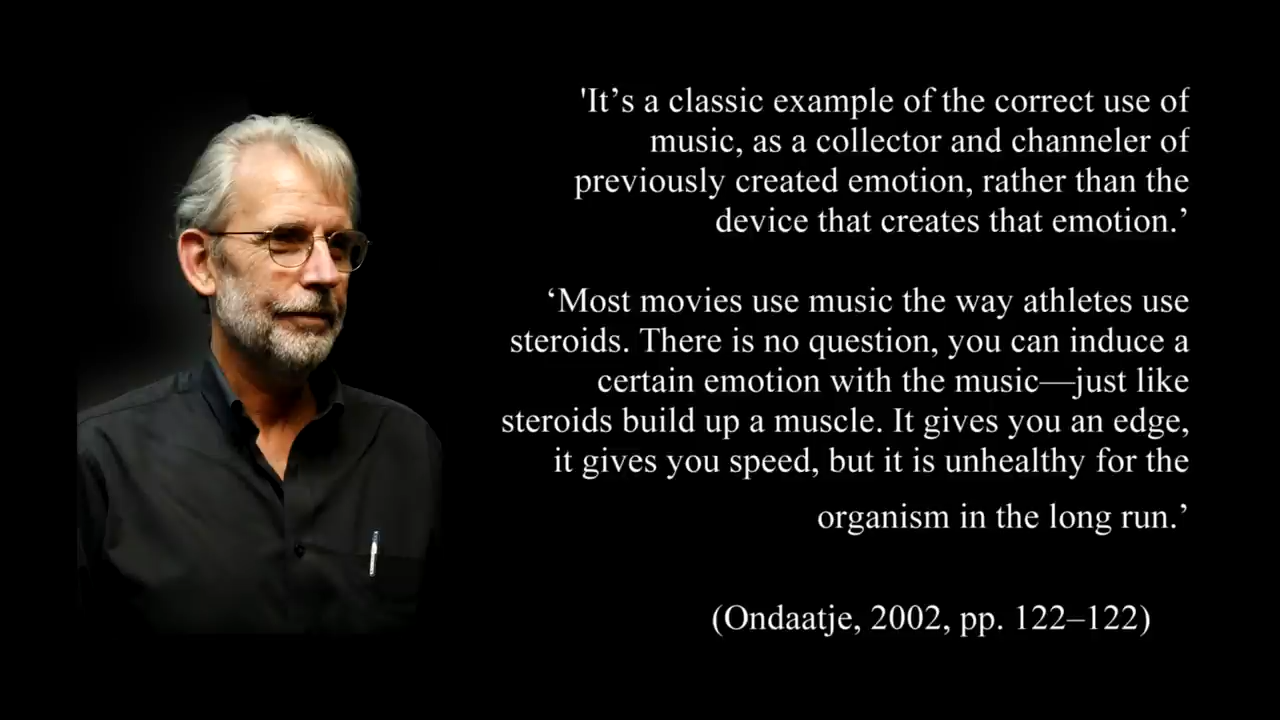 'It’s a classic example of the correct use of
music, as a collector and channeler of
previously created emotion, rather than the
device that creates that emotion.’
‘Most movies use music the way athletes use
steroids. There is no question, you can induce a
certain emotion with the music—just like
steroids build up a muscle. It gives you an edge,
it gives you speed, but it is unhealthy for the
organism in the long run.’
(Ondaatje, 2002, pp. 122–122)